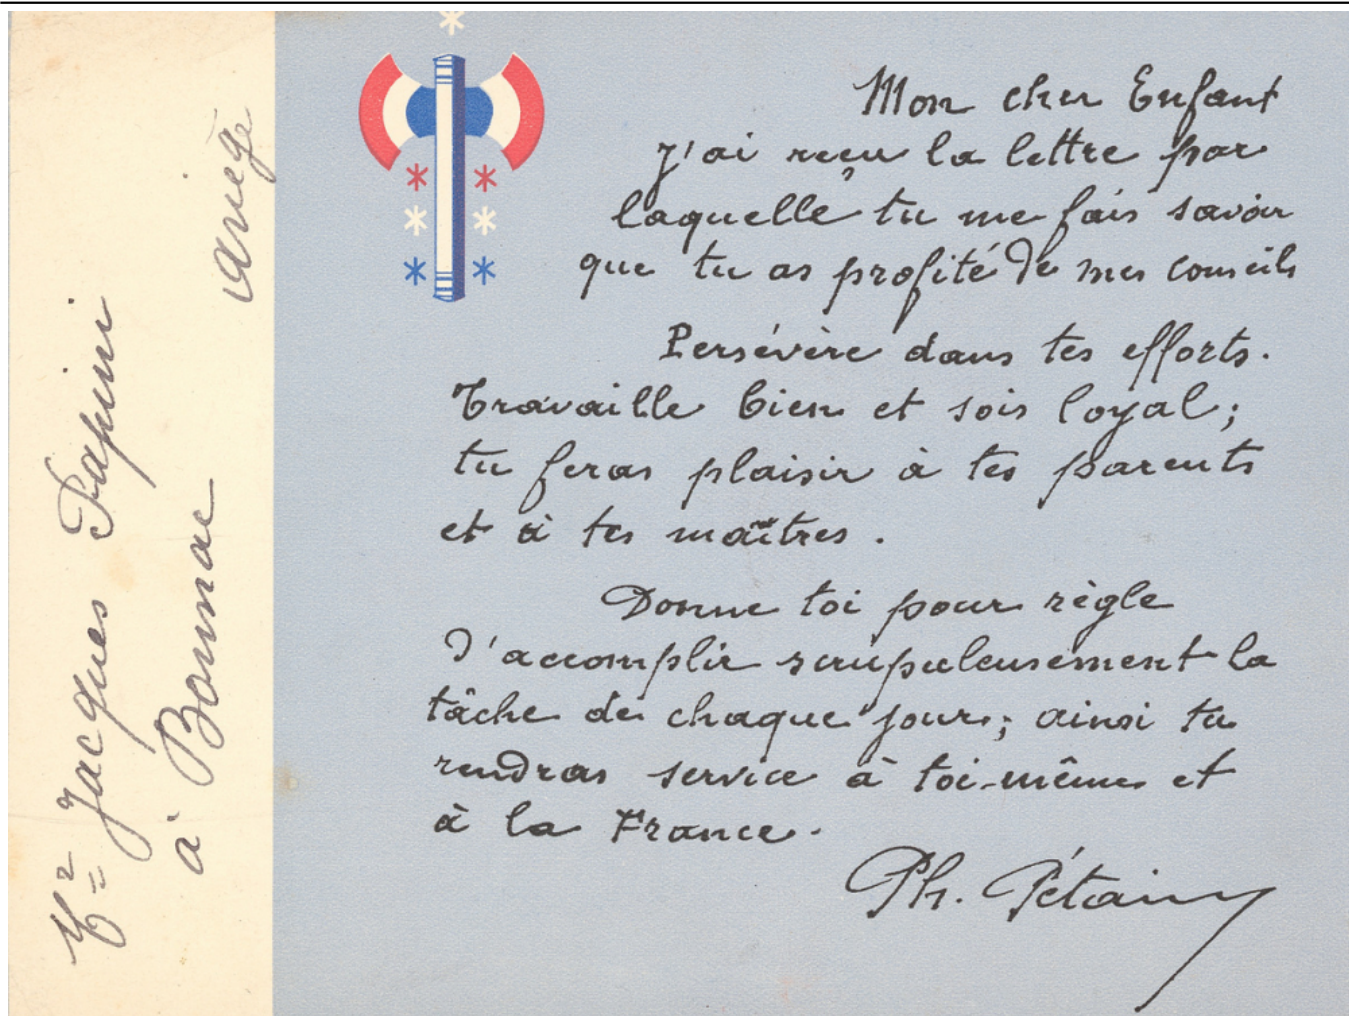 Mr Jacques Papini
à Bonnac
Ariège
Mon cher Enfant
J'ai reçu la lettre par
laquelle tu me fais savoir
que tu as profité de mes conseils
Persévère dans tes efforts.
Travaille bien et sois loyal;
tu feras plaisir à tes parents
et à tes maîtres.
Donne toi pour règle
d'accomplir scrupuleusement la
tâche de chaque jour; ainsi tu
rendras service à toi-même et
à la France.
Ph. Pétain